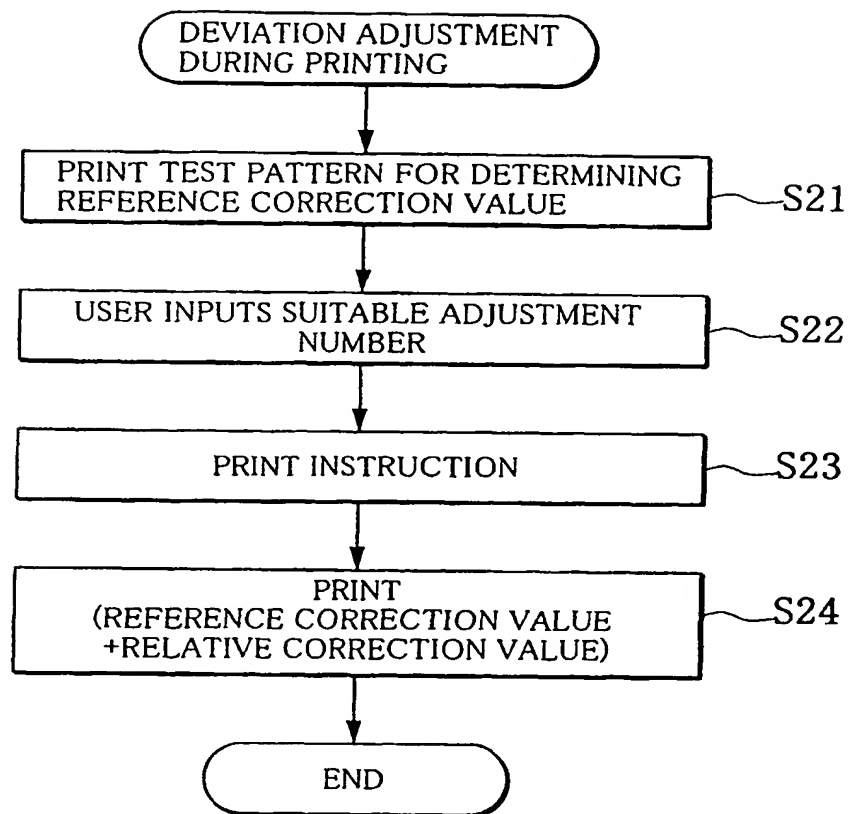 DEVIATION ADJUSTMENT
DURING PRINTING
PRINT TEST PATTERN FOR DETERMINING
REFERENCE CORRECTION VALUE
S21
USER INPUTS SUITABLE ADJUSTMENT
NUMBER
S22
PRINT INSTRUCTION
S23
PRINT
(REFERENCE CORRECTION VALUE
+RELATIVE CORRECTION VALUE)
S24
END